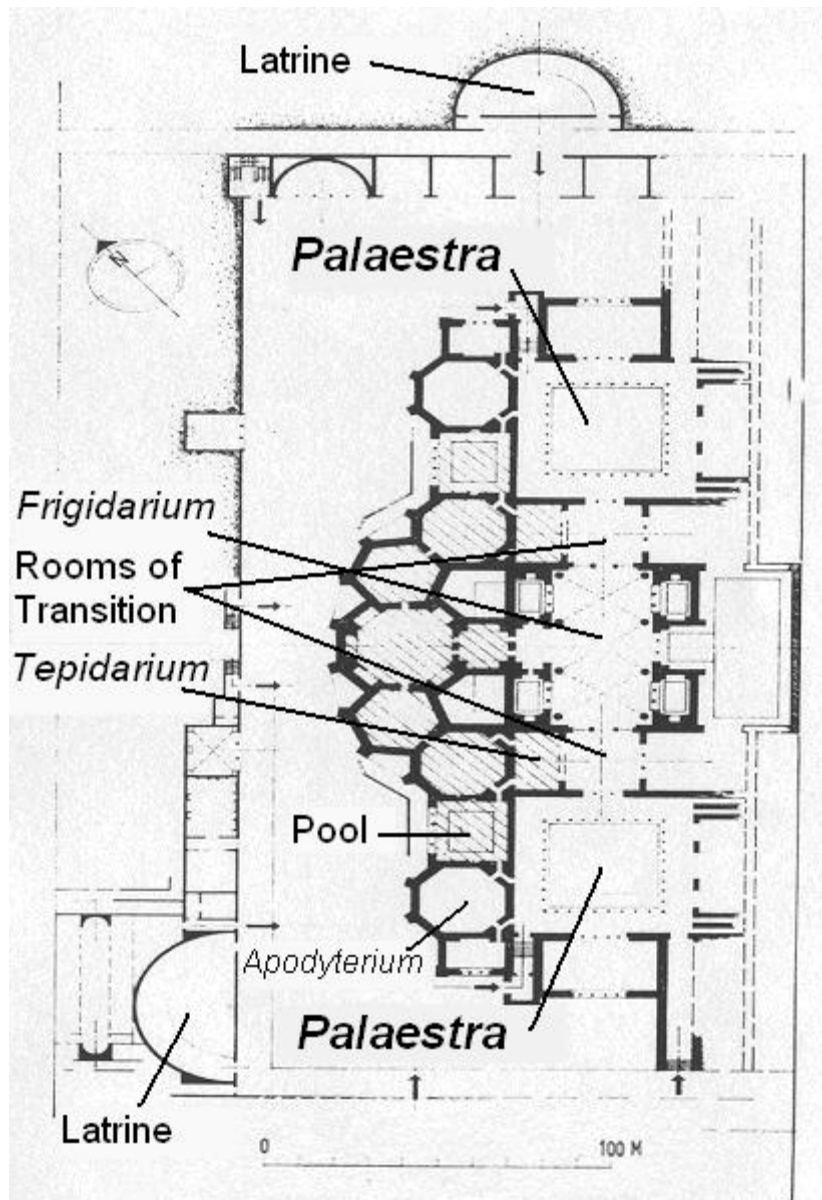 Latrine
N
Palaestra
Frigidarium
Rooms of
Transition
Tepidarium
Pool
Apodyterium
Palaestra
Latrine
0 100 M